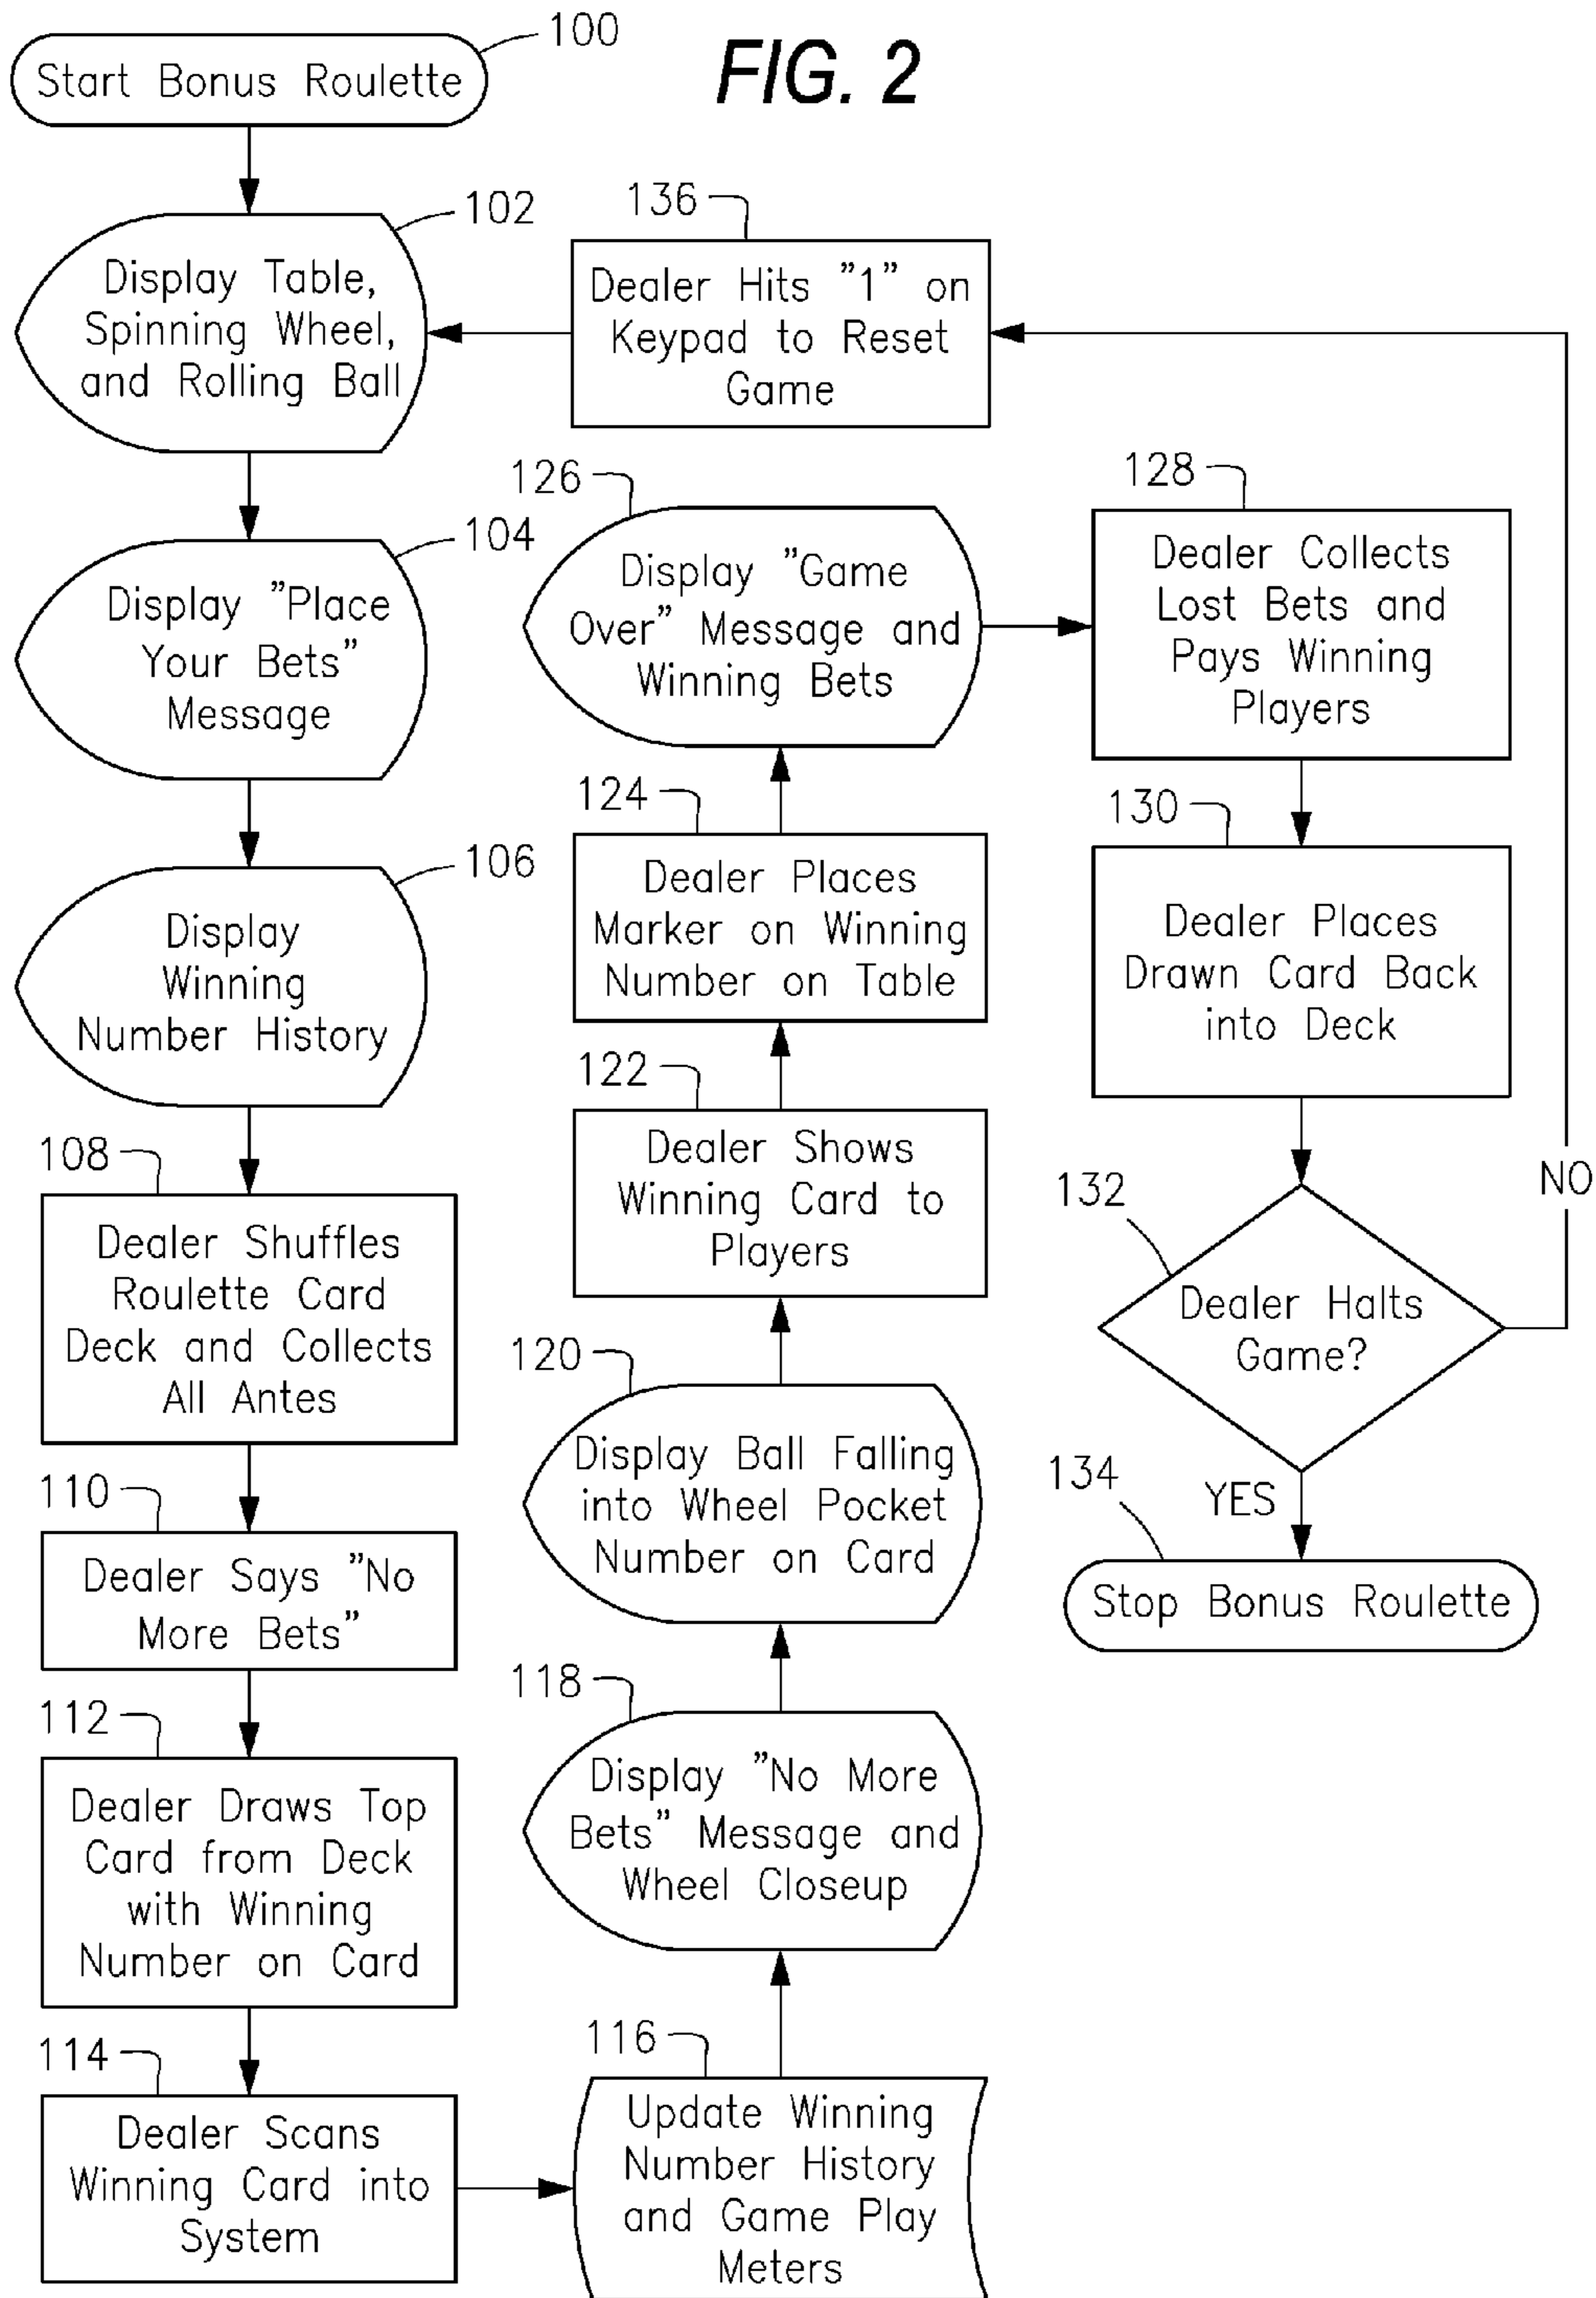 FIG. 2
100
Start Bonus Roulette
102
Display Table,
Spinning Wheel,
and Rolling Ball
104
Display "Place
Your Bets"
Message
106
Display
Winning
Number History
108
Dealer Shuffles
Roulette Card
Deck and Collects
All Antes
110
Dealer Says "No
More Bets"
112
Dealer Draws Top
Card from Deck
with Winning
Number on Card
114
Dealer Scans
Winning Card into
System
116
Update Winning
Number History
and Game Play
Meters
118
Display "No More
Bets" Message and
Wheel Closeup
120
Display Ball Falling
into Wheel Pocket
Number on Card
122
Dealer Shows
Winning Card to
Players
124
Dealer Places
Marker on Winning
Number on Table
126
Display "Game
Over" Message and
Winning Bets
128
Dealer Collects
Lost Bets and
Pays Winning
Players
130
Dealer Places
Drawn Card Back
into Deck
132
Dealer Halts
Game?
NO
YES
134
Stop Bonus Roulette
136
Dealer Hits "1" on
Keypad to Reset
Game